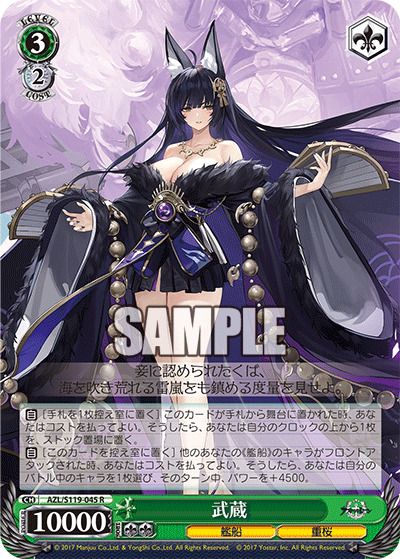 LEVEL
3
2
COST
SAMPLE
妾に認められたくば、
海を吹き荒れる雷嵐をも鎮める度量を見せよ。
自［手札を1枚控え室に置く］このカードが手札から舞台に置かれた時、あな
たはコストを払ってよい。そうしたら、あなたは自分のクロックの上から1枚
を、ストック置場に置く。
自［このカードを控え室に置く］他のあなたの《艦船》のキャラがフロントア
タックされた時、あなたはコストを払ってよい。そうしたら、あなたは自分の
バトル中のキャラを1枚選び、そのターン中、パワーを＋4500。
CH AZL/S119-045 R
10000
武蔵
艦船 重桜
© 2017 Manjuu Co.,Ltd. & YongShi Co.,Ltd. All Rights Reserved. © 2017 Yostar, Inc. All Rights Reserved.